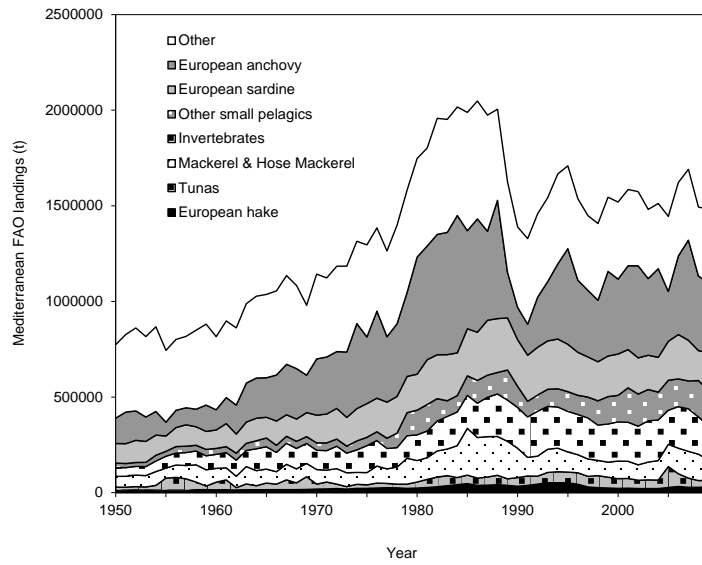 2500000
2000000
1500000
1000000
500000
0
Mediterranean FAO landings (t)
Other
European anchovy
European sardine
Other small pelagics
Invertebrates
Mackerel & Hose Mackerel
Tunas
European hake
1950 1960 1970 1980 1990 2000
Year